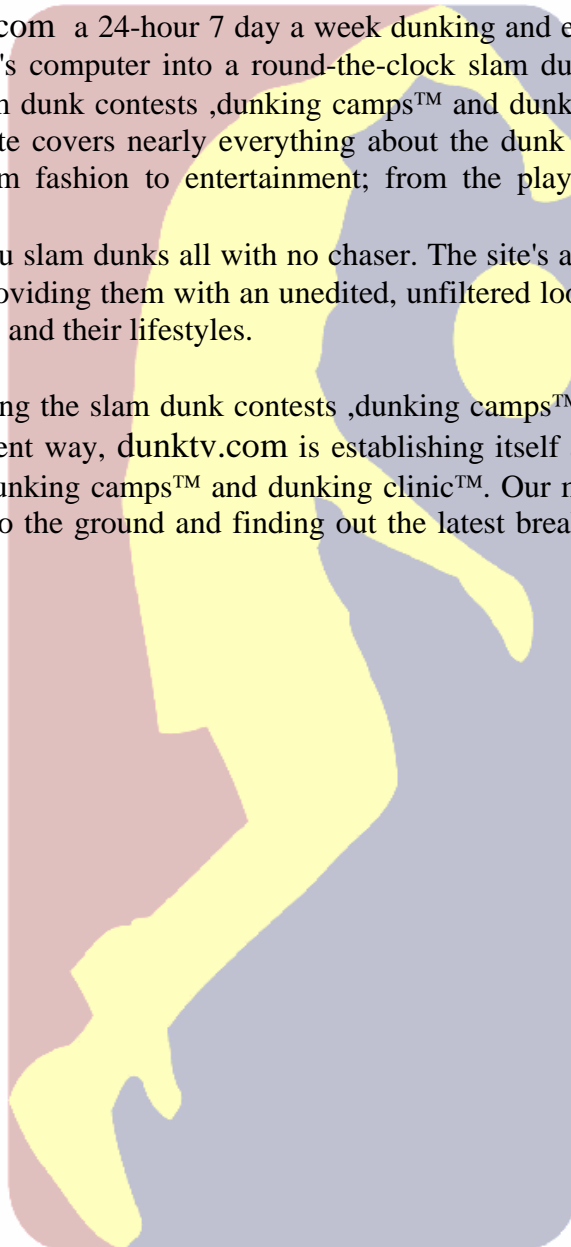 com a 24-hour 7 day a week dunking and e
's computer into a round-the-clock slam du
n dunk contests ,dunking camps™ and dunk
te covers nearly everything about the dunk
m fashion to entertainment; from the play
u slam dunks all with no chaser. The site's a
oviding them with an unedited, unfiltered loo
and their lifestyles.
ng the slam dunk contests ,dunking camps™
ent way, dunktv.com is establishing itself
unking camps™ and dunking clinic™. Our m
o the ground and finding out the latest brea